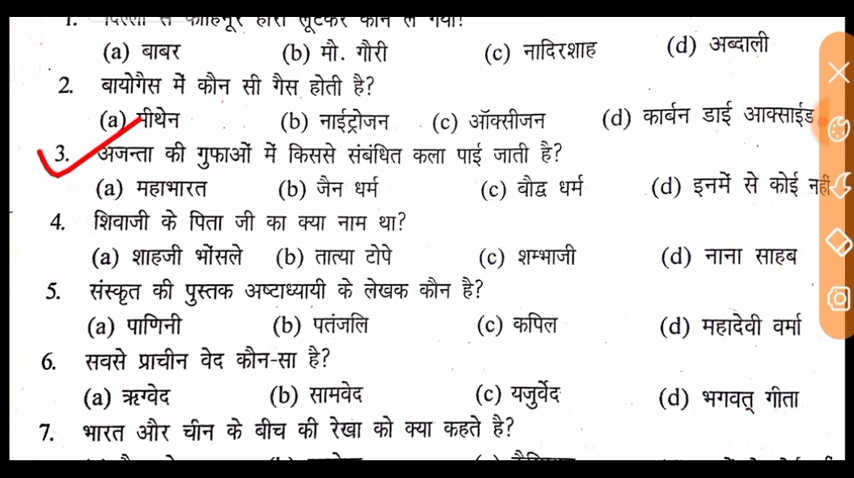 2. बायोगैस में कौन सी गैस होती है?
(a) बाबर (b) मौ. गौरी (c) नादिरशाह (d) अब्दाली
(a) मीथेन (b) नाईट्रोजन (c) ऑक्सीजन (d) कार्बन डाई आक्साईड
3. अजन्ता की गुफाओं में किससे संबंधित कला पाई जाती है?
(a) महाभारत (b) जैन धर्म (c) बौद्व धर्म (d) इनमें से कोई नहीं
4. शिवाजी के पिता जी का क्या नाम था?
(a) शाहजी भोंसले (b) तात्या टोपे (c) शम्भाजी (d) नाना साहब
5. संस्कृत की पुस्तक अष्टाध्यायी के लेखक कौन है?
(a) पाणिनी (b) पतंजलि (c) कपिल (d) महादेवी वर्मा
6. सबसे प्राचीन वेद कौन-सा है?
(a) ऋग्वेद (b) सामवेद (c) यजुर्वेद (d) भगवत् गीता
7. भारत और चीन के बीच की रेखा को क्या कहते है?